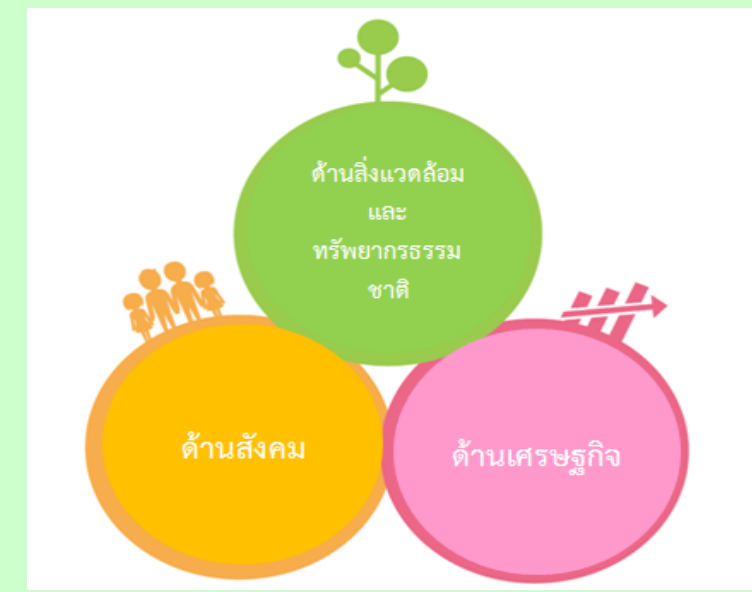 ด้านสิ่งแวดล้อม
และ
ทรัพยากรธรรม
ชาติ
ด้านสังคม
ด้านเศรษฐกิจ